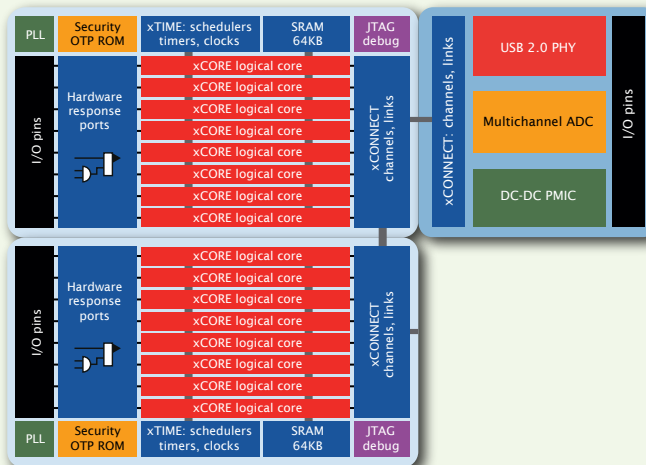 PLL
Security
OTP ROM
xTIME: schedulers
timers, clocks
SRAM
64KB
JTAG
debug
I/O pins
Hardware
response
ports
xCORE logical core
xCORE logical core
xCORE logical core
xCORE logical core
xCORE logical core
xCORE logical core
xCORE logical core
xCORE logical core
xCONNECT
channels, links
xCONNECT: channels, links
USB 2.0 PHY
Multichannel ADC
DC-DC PMIC
I/O pins
I/O pins
Hardware
response
ports
xCORE logical core
xCORE logical core
xCORE logical core
xCORE logical core
xCORE logical core
xCORE logical core
xCORE logical core
xCORE logical core
xCONNECT
channels, links
PLL
Security
OTP ROM
xTIME: schedulers
timers, clocks
SRAM
64KB
JTAG
debug